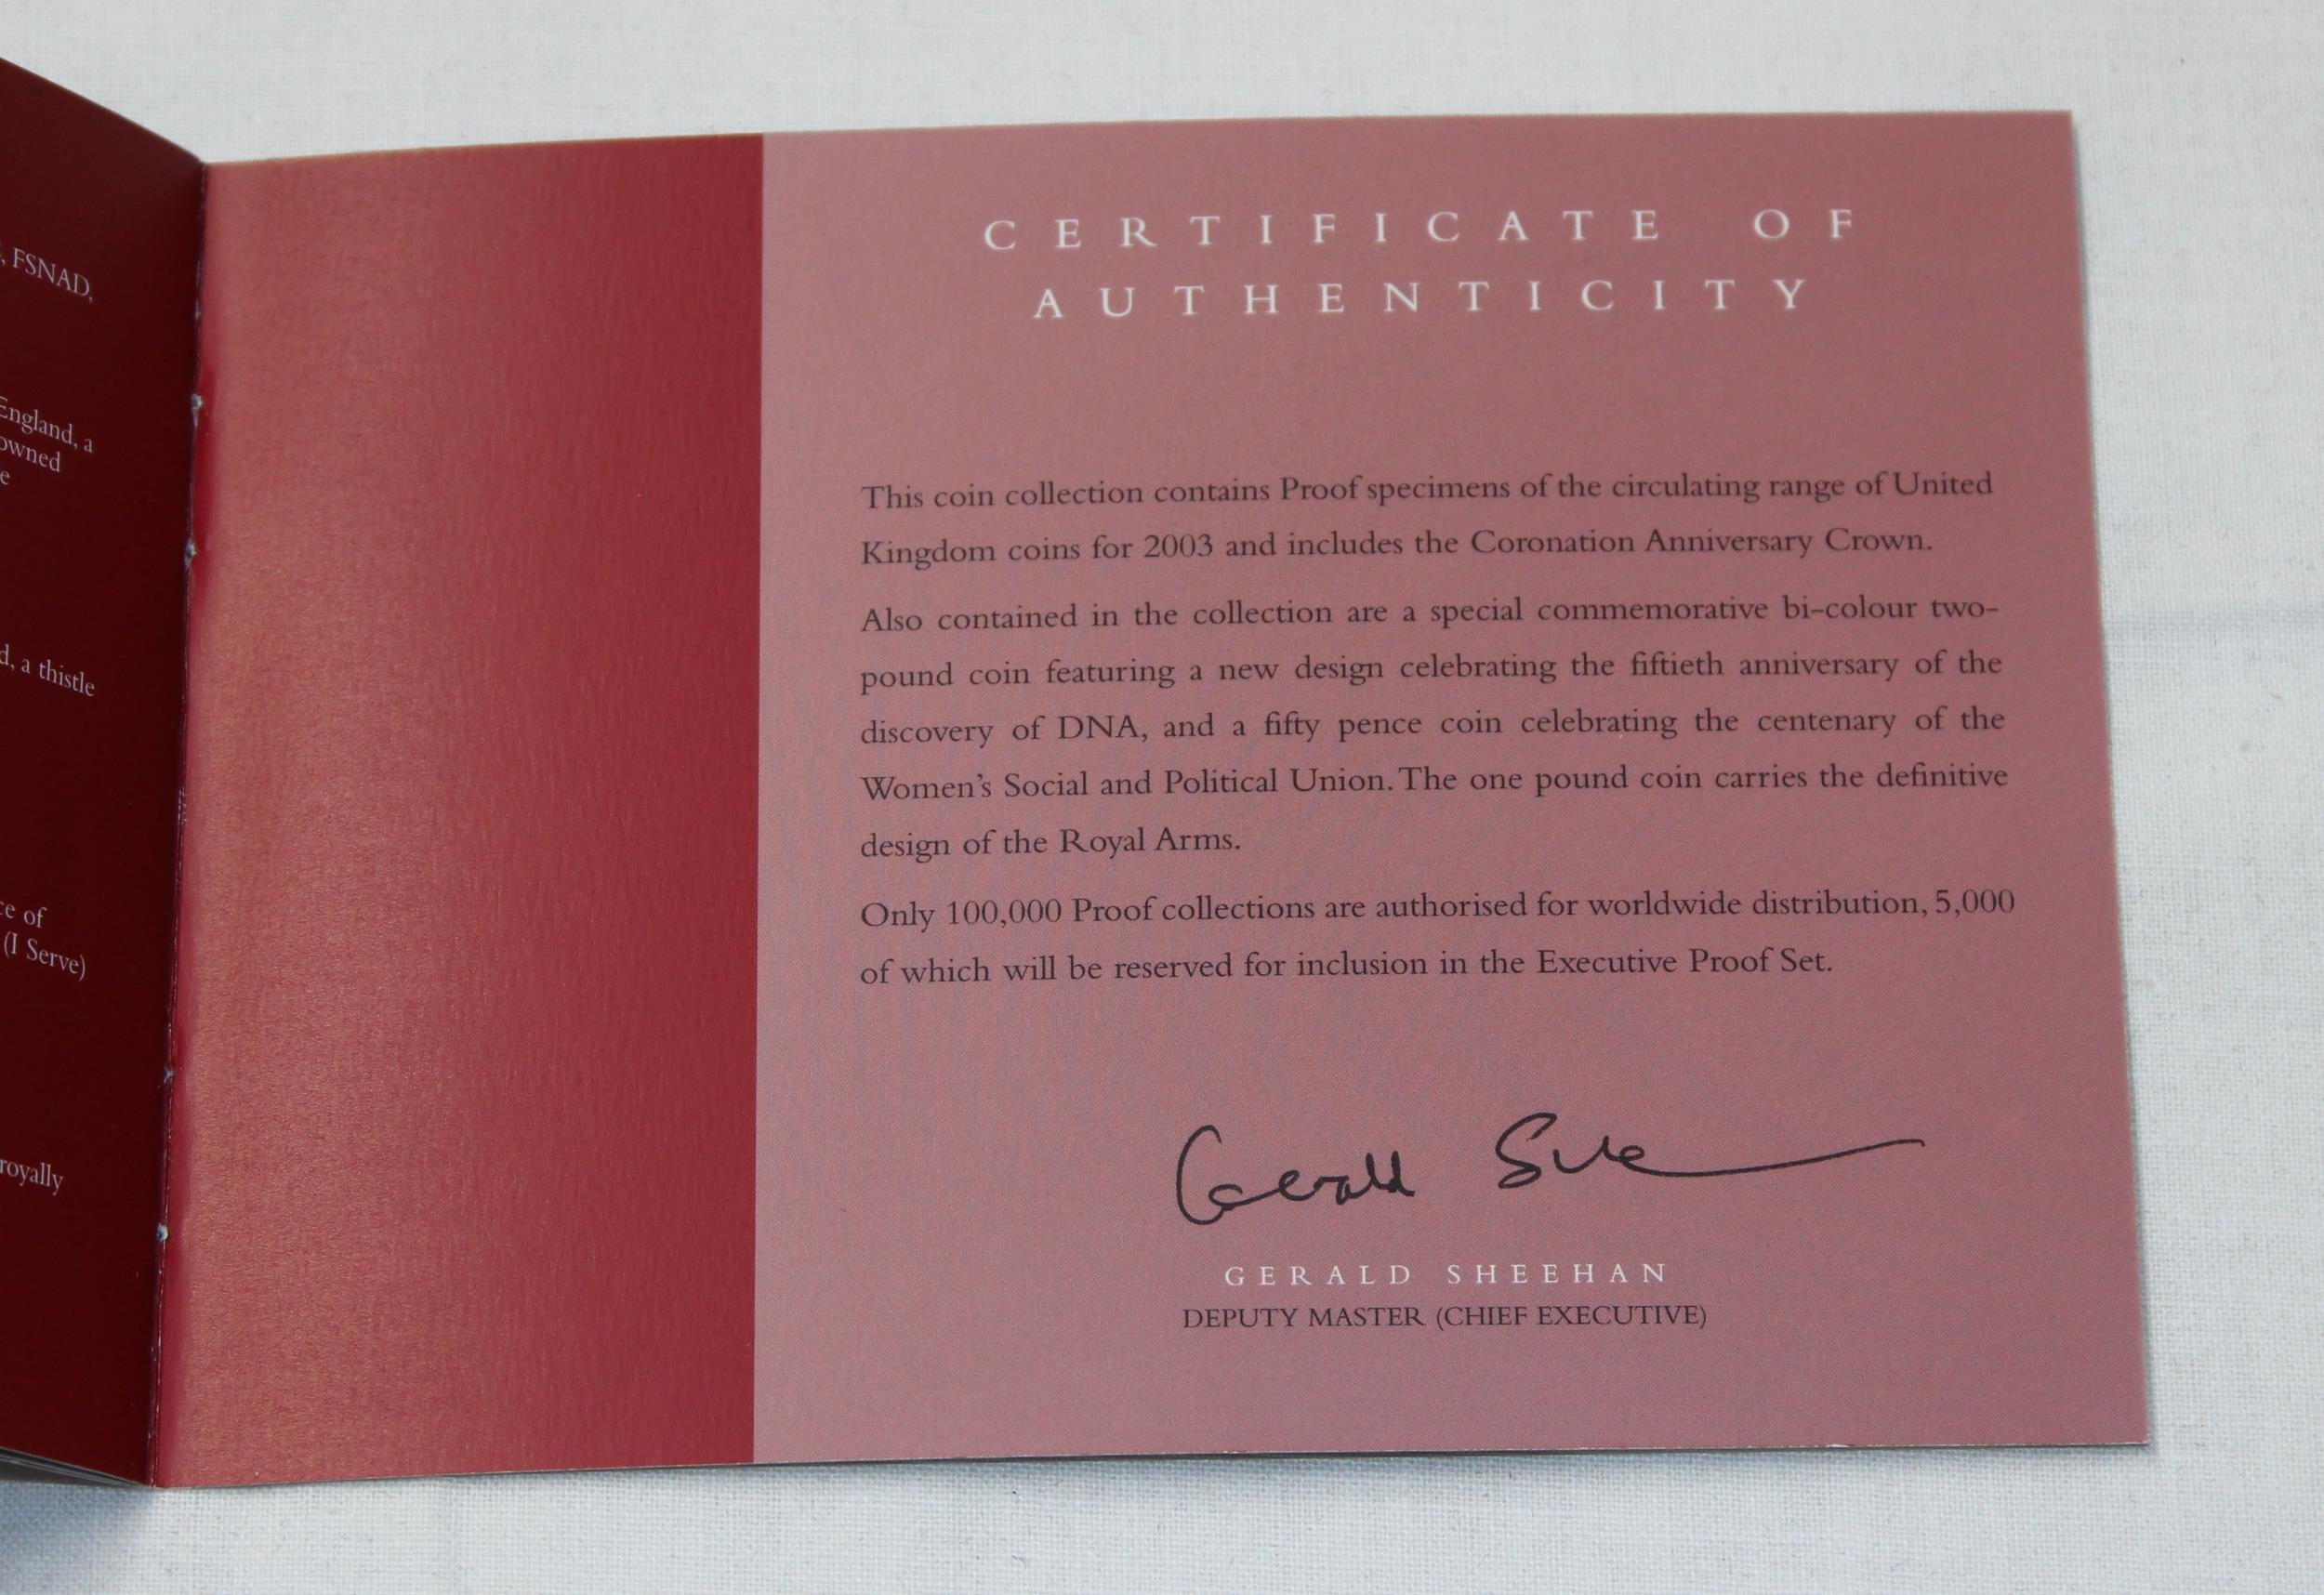 , FSNAD,
England, a
owned
e
d, a thistle
ce of
(I Serve)
royally
CERTIFICATE OF
AUTHENTICITY
This coin collection contains Proof specimens of the circulating range of United
Kingdom coins for 2003 and includes the Coronation Anniversary Crown.
Also contained in the collection are a special commemorative bi-colour two-
pound coin featuring a new design celebrating the fiftieth anniversary of the
discovery of DNA, and a fifty pence coin celebrating the centenary of the
Women's Social and Political Union. The one pound coin carries the definitive
design of the Royal Arms.
Only 100,000 Proof collections are authorised for worldwide distribution, 5,000
of which will be reserved for inclusion in the Executive Proof Set.
Gerald
GERALD SHEEHAN
DEPUTY MASTER (CHIEF EXECUTIVE)